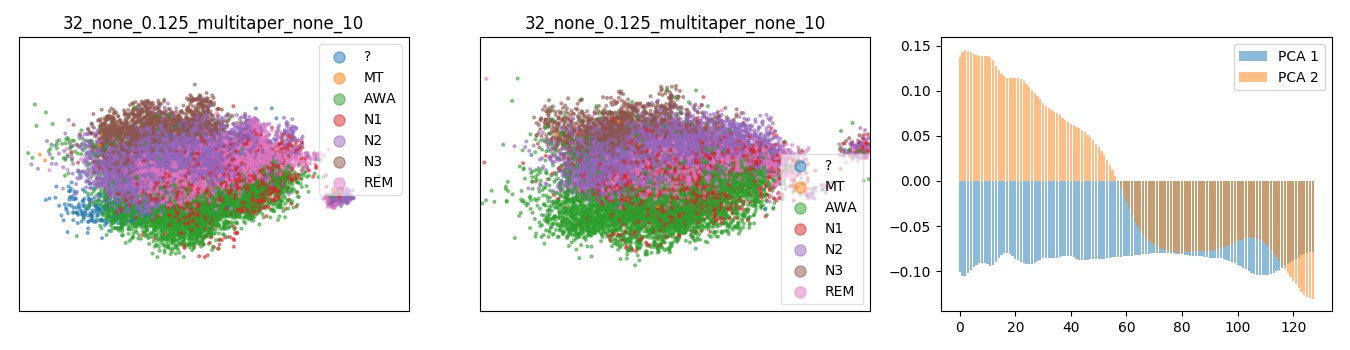 32_none_0.125_multitaper_none_10
?
MT
AWA
N1
N2
N3
REM
32_none_0.125_multitaper_none_10
?
MT
AWA
N1
N2
N3
REM
PCA 1
PCA 2
0.15
0.10
0.05
0.00
−0.05
−0.10
0 20 40 60 80 100 120